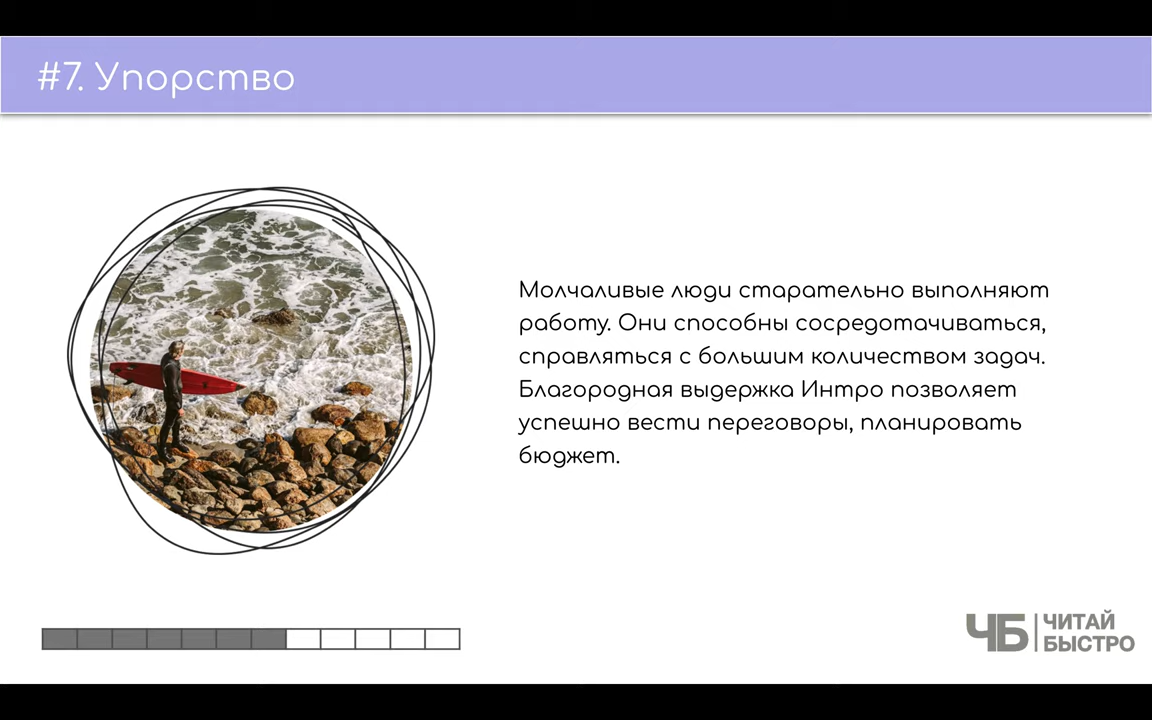 #7. Упорство
Молчаливые люди старательно выполняют
работу. Они способны сосредотачиваться,
справляться с большим количеством задач.
Благородная выдержка Интро позволяет
успешно вести переговоры, планировать
бюджет.
ЧБ
ЧИТАЙ
БЫСТРО